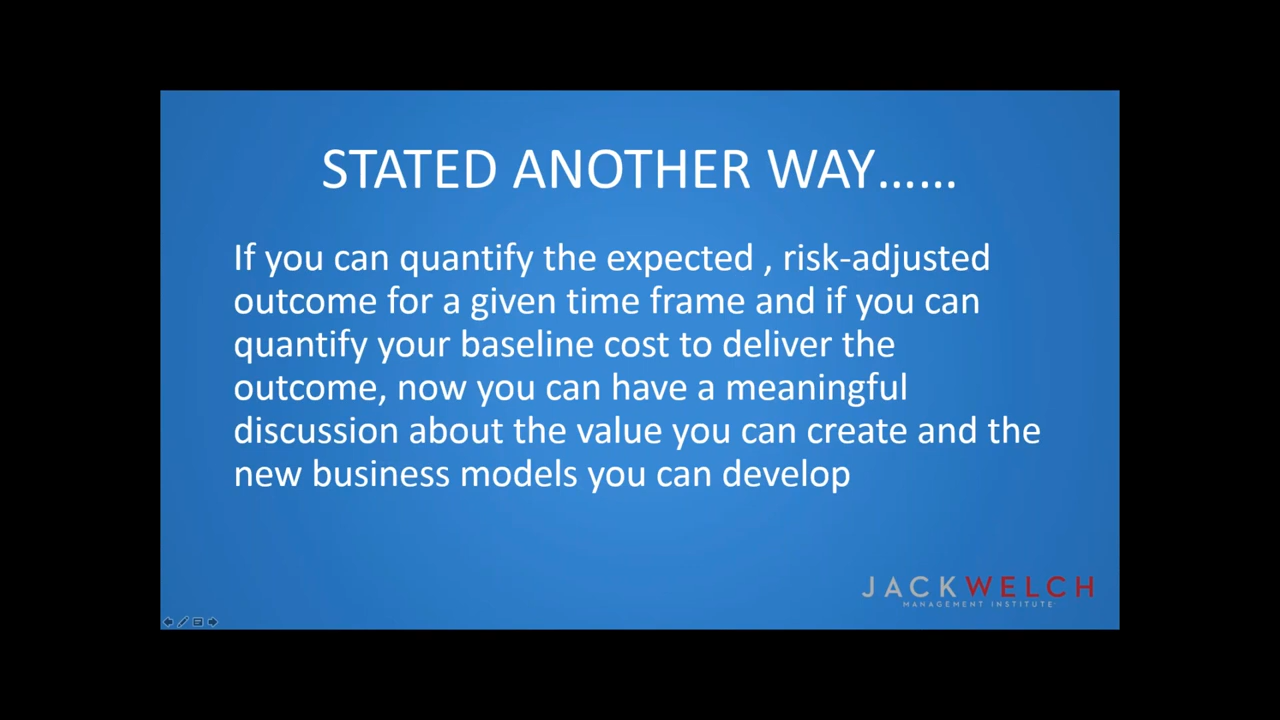 STATED ANOTHER WAY……
If you can quantify the expected , risk-adjusted
outcome for a given time frame and if you can
quantify your baseline cost to deliver the
outcome, now you can have a meaningful
discussion about the value you can create and the
new business models you can develop
JACKWELCH
MANAGEMENT INSTITUTE